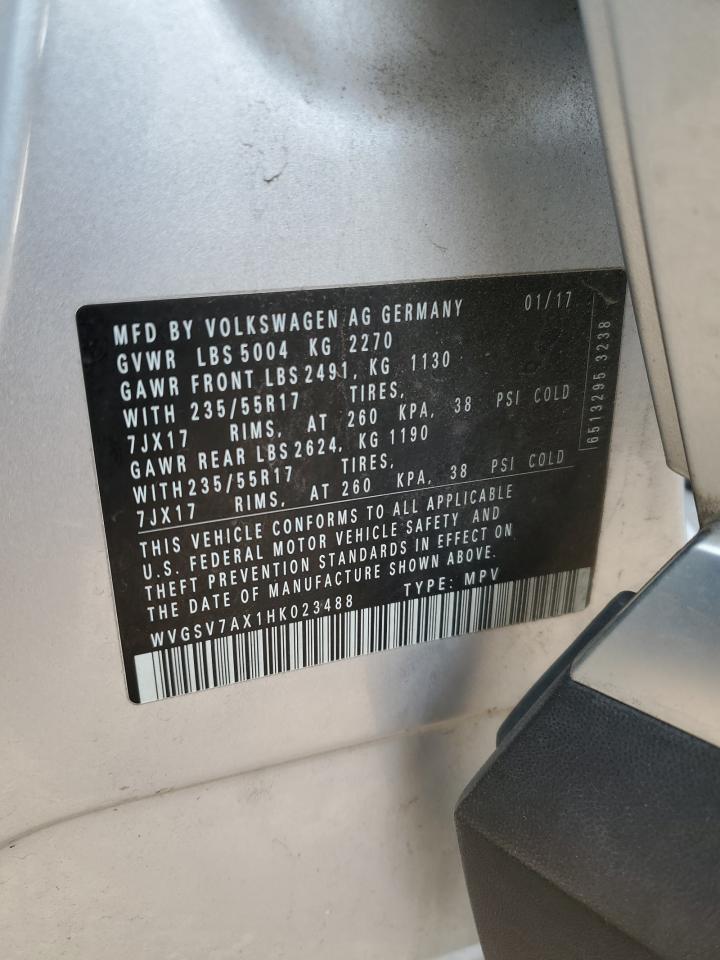 MFD BY VOLKSWAGEN AG GERMANY 01/17
GVWR LBS 5004 KG 2270
GAWR FRONT LBS 2491, KG 1130
WITH 235/55R17 TIRES,
7JX17 RIMS, AT 260 KPA, 38 PSI COLD
GAWR REAR LBS 2624, KG 1190
WITH 235/55R17 TIRES,
7JX17 RIMS, AT 260 KPA, 38 PSI COLD
THIS VEHICLE CONFORMS TO ALL APPLICABLE
U.S. FEDERAL MOTOR VEHICLE SAFETY AND
THEFT PREVENTION STANDARDS IN EFFECT ON
THE DATE OF MANUFACTURE SHOWN ABOVE.
WVGSV7AX1HK023488 TYPE: MPV
6513295 3238